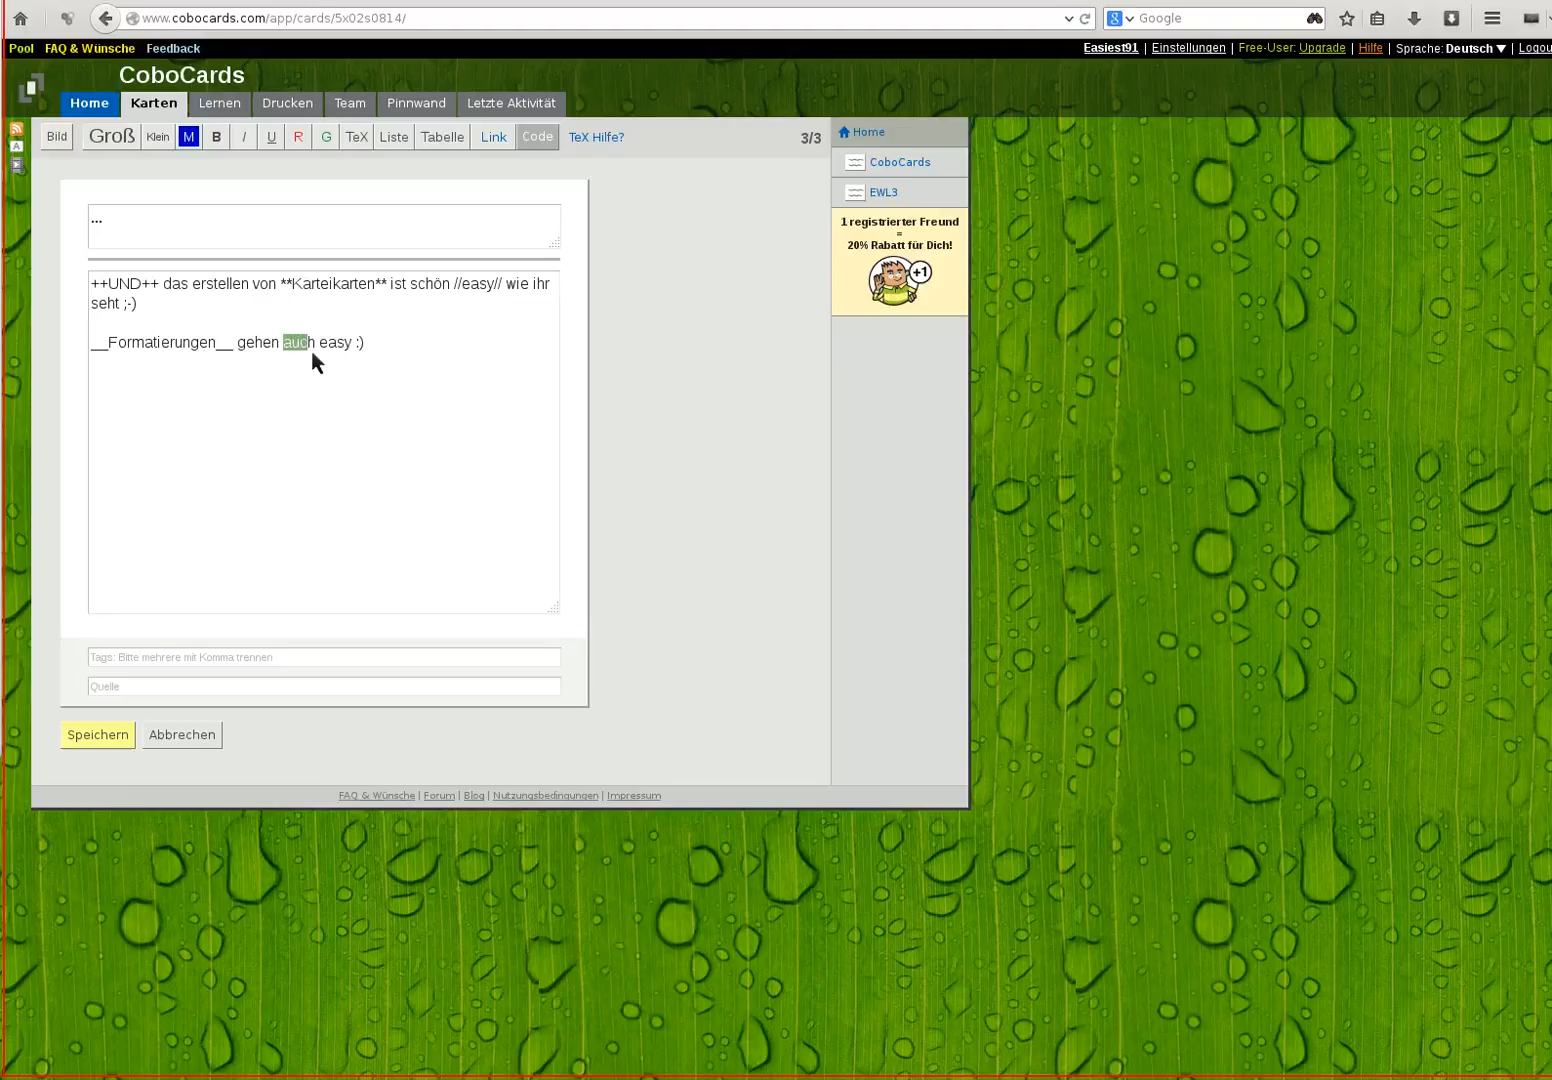 www.cobocards.com/app/cards/5x02s0814/
Google
Pool FAQ & Wünsche Feedback
Easiest91 | Einstellungen | Free-User: Upgrade | Hilfe | Sprache: Deutsch | Logou
CoboCards
Home Karten Lernen Drucken Team Pinnwand Letzte Aktivität
Bild Groß Klein M B I U R G TeX Liste Tabelle Link Code TeX Hilfe? 3/3
Home
CoboCards
EWL3
1 registrierter Freund
=
20% Rabatt für Dich!
+1
...
++UND++ das erstellen von **Karteikarten** ist schön //easy// wie ihr
seht ;-)
__Formatierungen__ gehen auch easy :)
Tags: Bitte mehrere mit Komma trennen
Quelle
Speichern Abbrechen
FAQ & Wünsche | Forum | Blog | Nutzungsbedingungen | Impressum